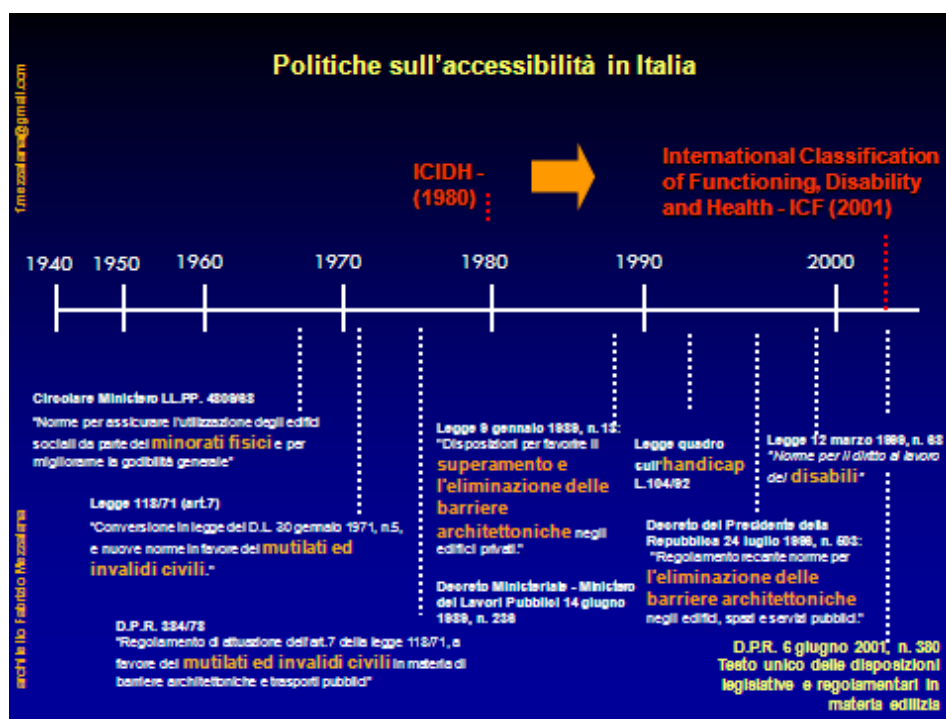 Politiche sull'accessibilità in Italia
f.mezzalana@gmail.com
ICIDH -
(1980)
International Classification
of Functioning, Disability
and Health - ICF (2001)
1940 1950 1960 1970 1980 1990 2000
Circolare Ministero LL.PP.
"Norme per assicurare l'utilizzazione degli edifici
sociali da parte dei minorati fisici e per
migliorarne la godibilità generale"
Legge 118/71 (art.7)
"Conversione in legge del D.L. 30 gennaio 1971, n.5,
e nuove norme in favore dei mutilati ed
invalidi civili."
D.P.R.
"Regolamento di attuazione dell'art.7 della legge 118/71, a
favore dei mutilati ed invalidi civili in materia di
barriere architettoniche e trasporti pubblici"
Legge 9 gennaio 1989, n. 13:
"Disposizioni per favorire il
superamento e
l'eliminazione delle
barriere
architettoniche negli
edifici privati."
Decreto Ministeriale - Ministero
dei Lavori Pubblici 14 giugno
1989, n. 236
Legge quadro
sull'handicap
L.104/92
Legge 12 marzo 1999, n. 68
"Norme per il diritto al lavoro
dei disabili"
Decreto del Presidente della
Repubblica 24 luglio 1996, n. 503:
"Regolamento recante norme per
l'eliminazione delle
barriere architettoniche
negli edifici, spazi e servizi pubblici."
D.P.R. 6 giugno 2001, n. 380
Testo unico delle disposizioni
legislative e regolamentari in
materia edilizia
architetto Fabrizio Mezzalana